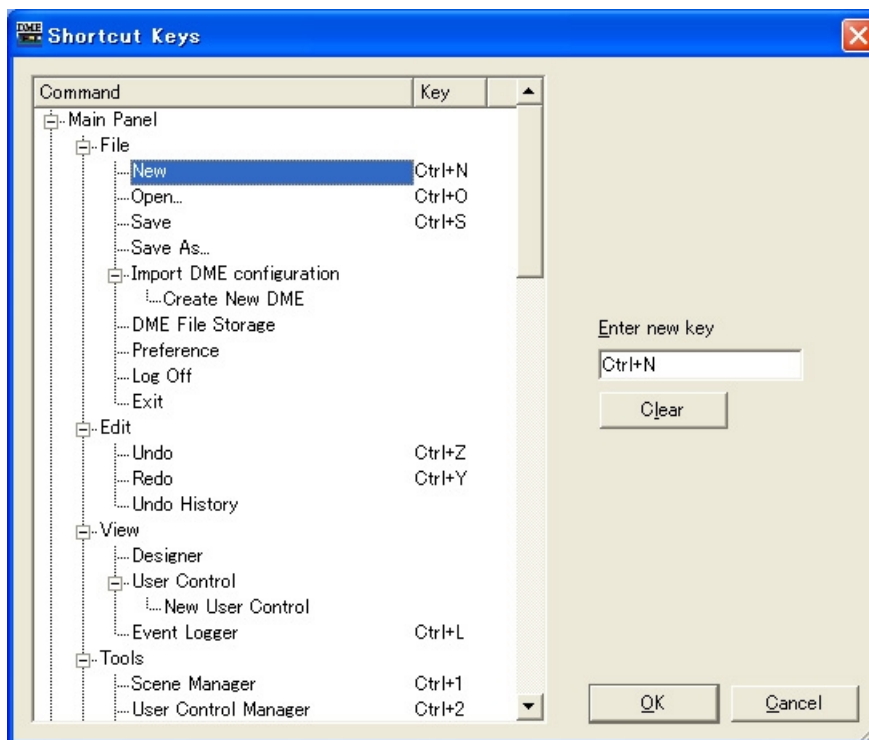 DME Shortcut Keys
Command Key
Main Panel
File
New Ctrl+N
Open... Ctrl+O
Save Ctrl+S
Save As...
Import DME configuration
Create New DME
DME File Storage
Preference
Log Off
Exit
Edit
Undo Ctrl+Z
Redo Ctrl+Y
Undo History
View
Designer
User Control
New User Control
Event Logger Ctrl+L
Tools
Scene Manager Ctrl+1
User Control Manager Ctrl+2
Enter new key
Ctrl+N
Clear
OK Cancel